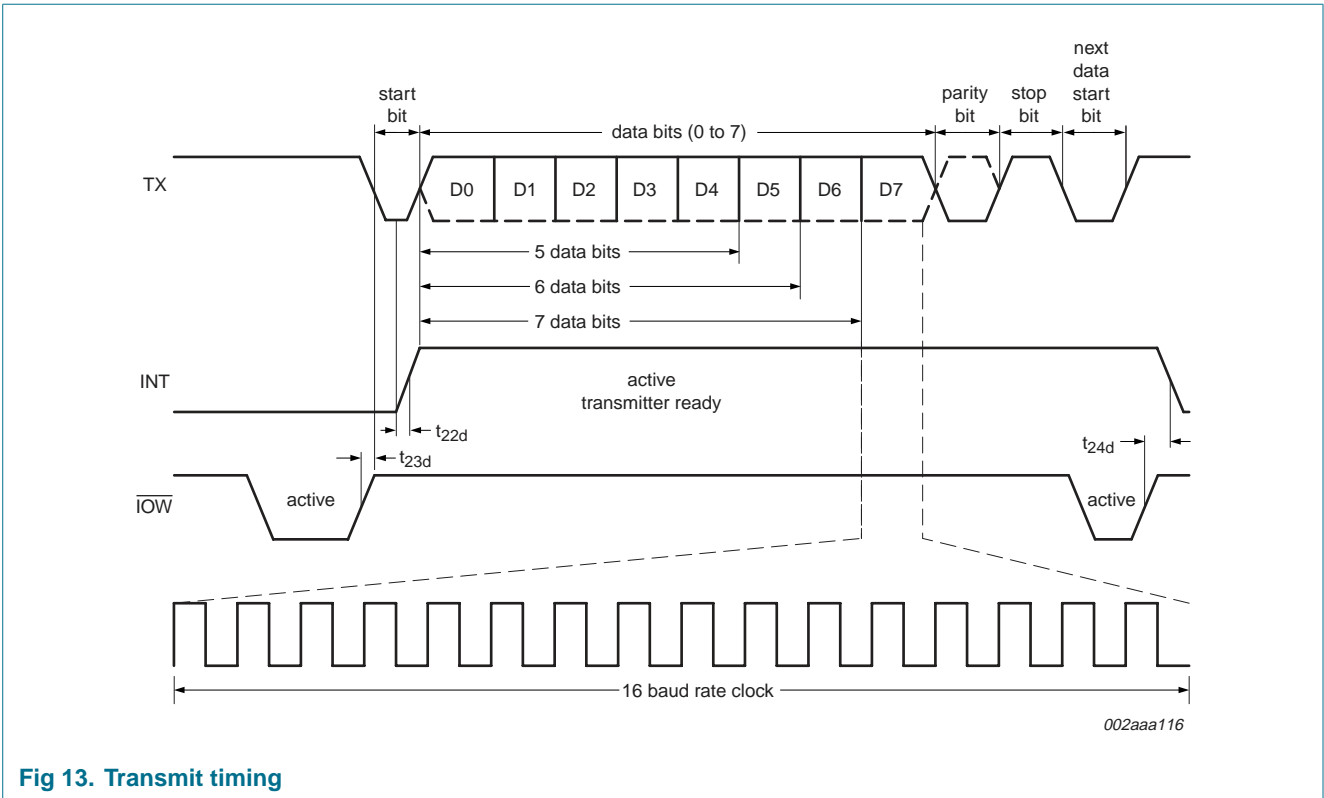 next
data
start
bit
start
bit
parity
bit
stop
bit
data bits (0 to 7)
TX
D0 D1 D2 D3 D4 D5 D6 D7
5 data bits
6 data bits
7 data bits
INT
active
transmitter ready
t22d
t23d
t24d
IOW
active
active
16 baud rate clock
002aaa116
Fig 13. Transmit timing